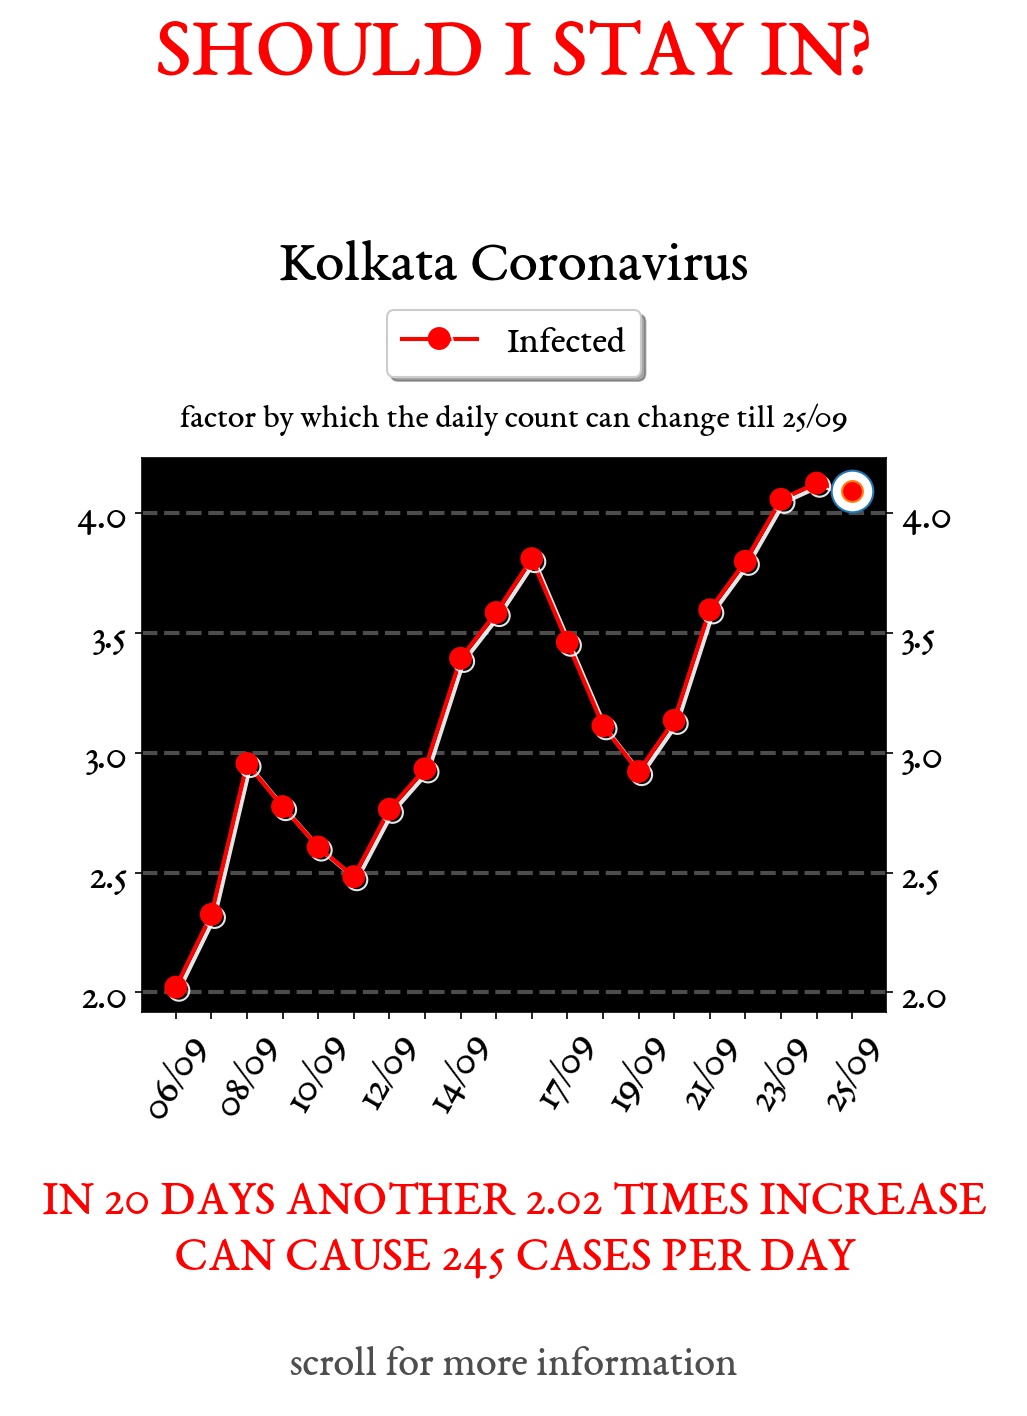 SHOULD I STAY IN?
Kolkata Coronavirus
Infected
factor by which the daily count can change till 25/09
4.0 4.0
3.5 3.5
3.0 3.0
2.5 2.5
2.0 2.0
06/09 08/09 10/09 12/09 14/09 17/09 19/09 21/09 23/09 25/09
IN 20 DAYS ANOTHER 2.02 TIMES INCREASE
CAN CAUSE 245 CASES PER DAY
scroll for more information